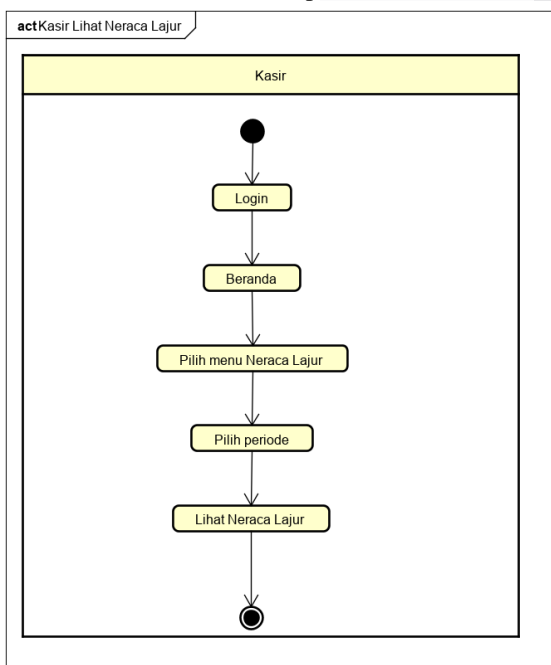 act Kasir Lihat Neraca Lajur
Kasir
Login
Beranda
Pilih menu Neraca Lajur
Pilih periode
Lihat Neraca Lajur